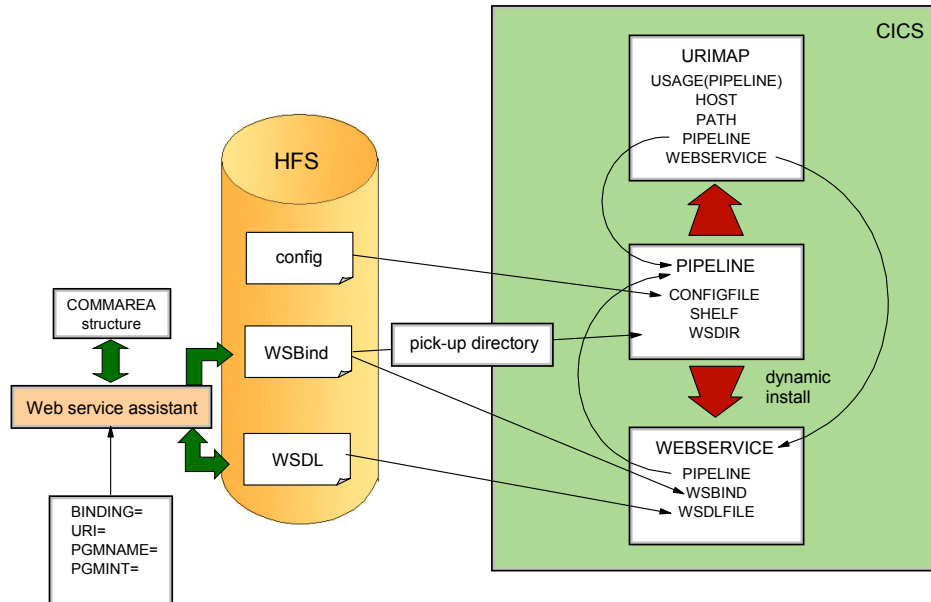 CICS
URIMAP
USAGE(PIPELINE)
HOST
PATH
PIPELINE
WEBSERVICE
HFS
config
WSBind
WSDL
COMMAREA
structure
Web service assistant
BINDING=
URI=
PGMNAME=
PGMINT=
pick-up directory
PIPELINE
CONFIGFILE
SHELF
WSDIR
dynamic
install
WEBSERVICE
PIPELINE
WSBIND
WSDLFILE